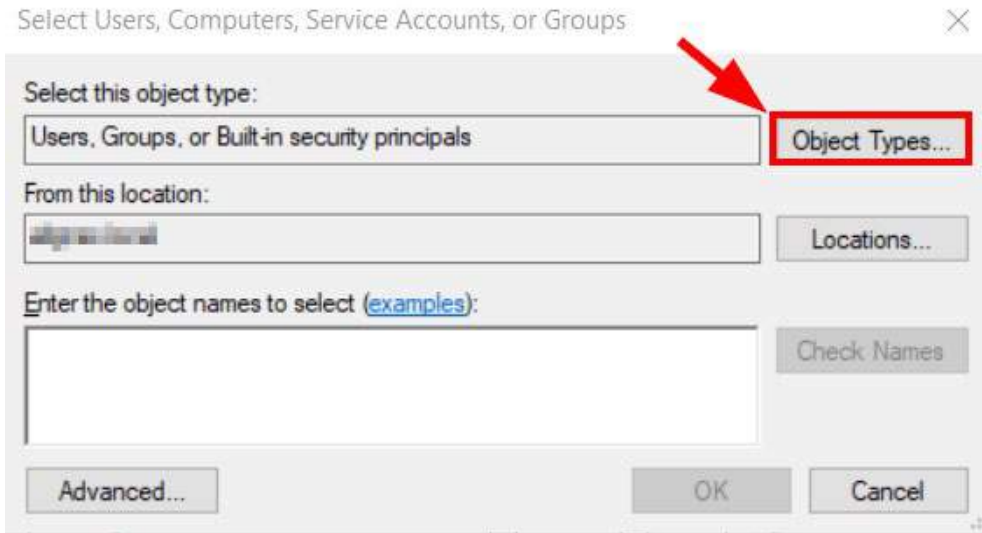 Select Users, Computers, Service Accounts, or Groups
Select this object type:
Users, Groups, or Built-in security principals
Object Types...
From this location:
Locations...
Enter the object names to select (examples):
Check Names
Advanced...
OK
Cancel